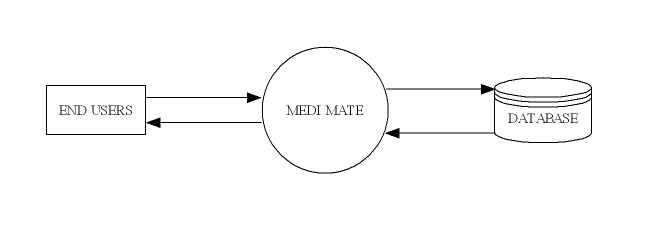 END USERS
MEDI MATE
DATABASE